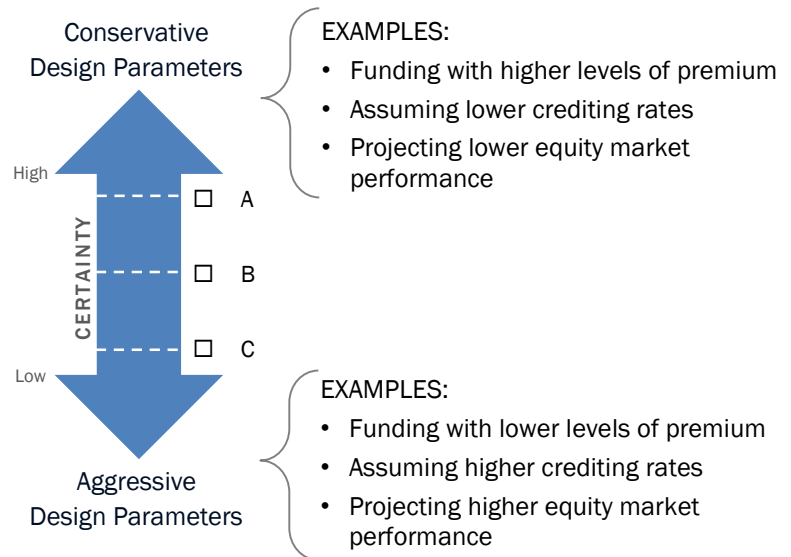 Conservative
Design Parameters
EXAMPLES:
• Funding with higher levels of premium
• Assuming lower crediting rates
• Projecting lower equity market
performance
High
CERTAINTY
A
B
C
Low
EXAMPLES:
• Funding with lower levels of premium
• Assuming higher crediting rates
• Projecting higher equity market
performance
Aggressive
Design Parameters